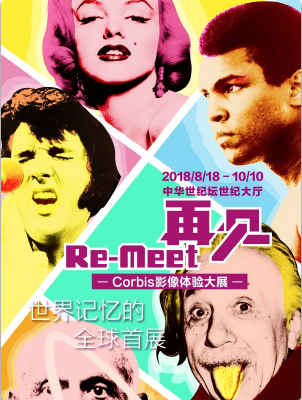 2018/8/18 - 10/10
中华世纪坛世纪大厅
再见
Re-Meet
— Corbis影像体验大展 —
世界记忆的
全球首展